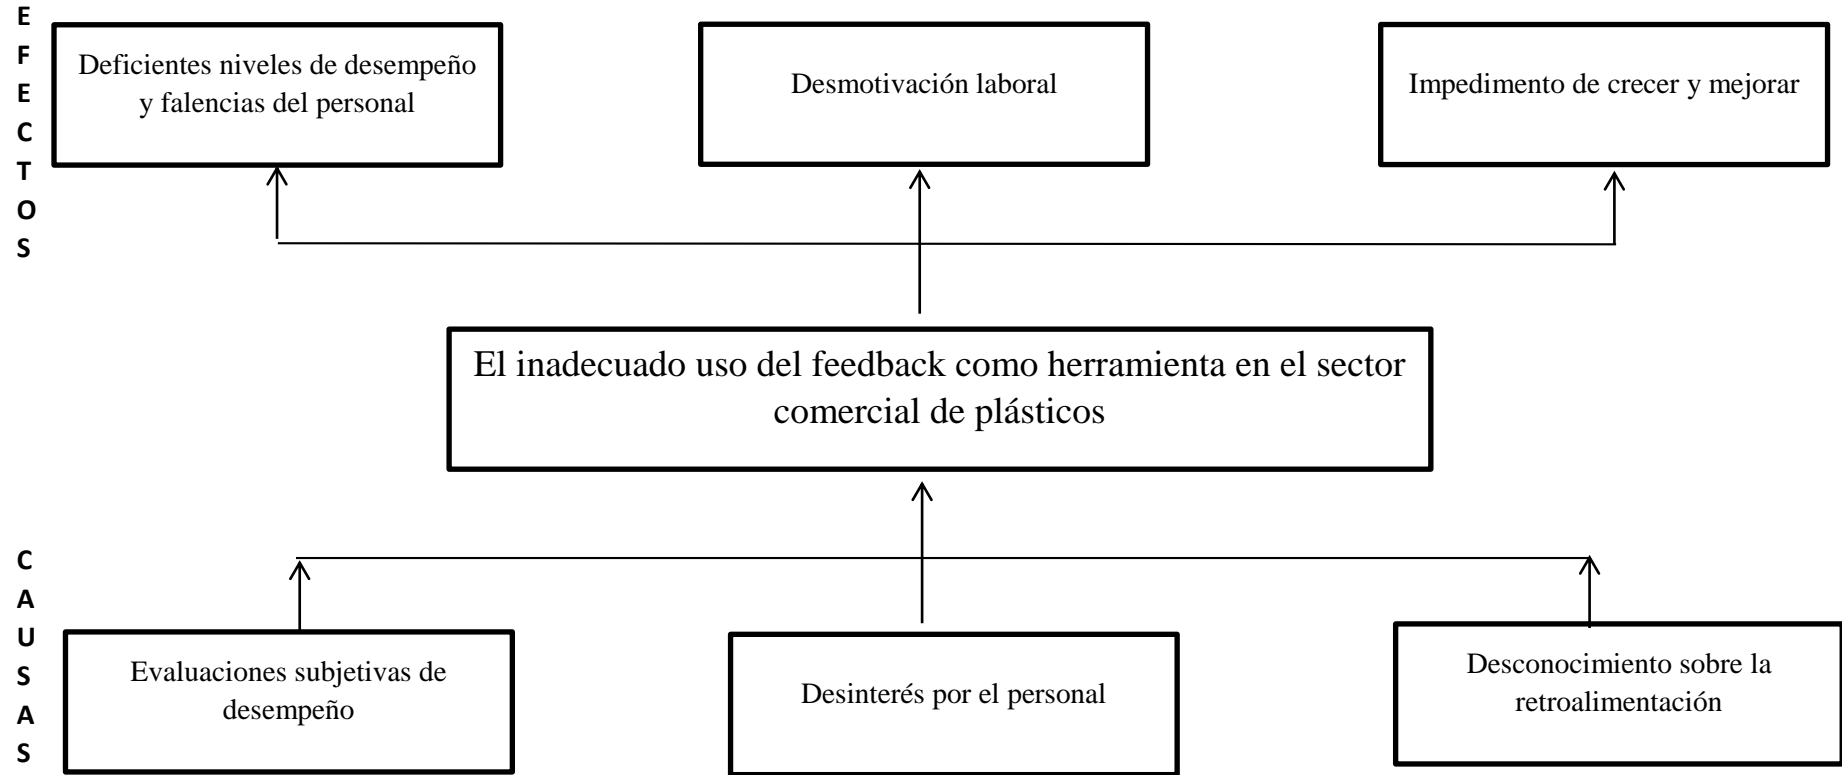 EFECTOS
Deficientes niveles de desempeño
y falencias del personal
Desmotivación laboral
Impedimento de crecer y mejorar
El inadecuado uso del feedback como herramienta en el sector
comercial de plásticos
CAUSAS
Evaluaciones subjetivas de
desempeño
Desinterés por el personal
Desconocimiento sobre la
retroalimentación